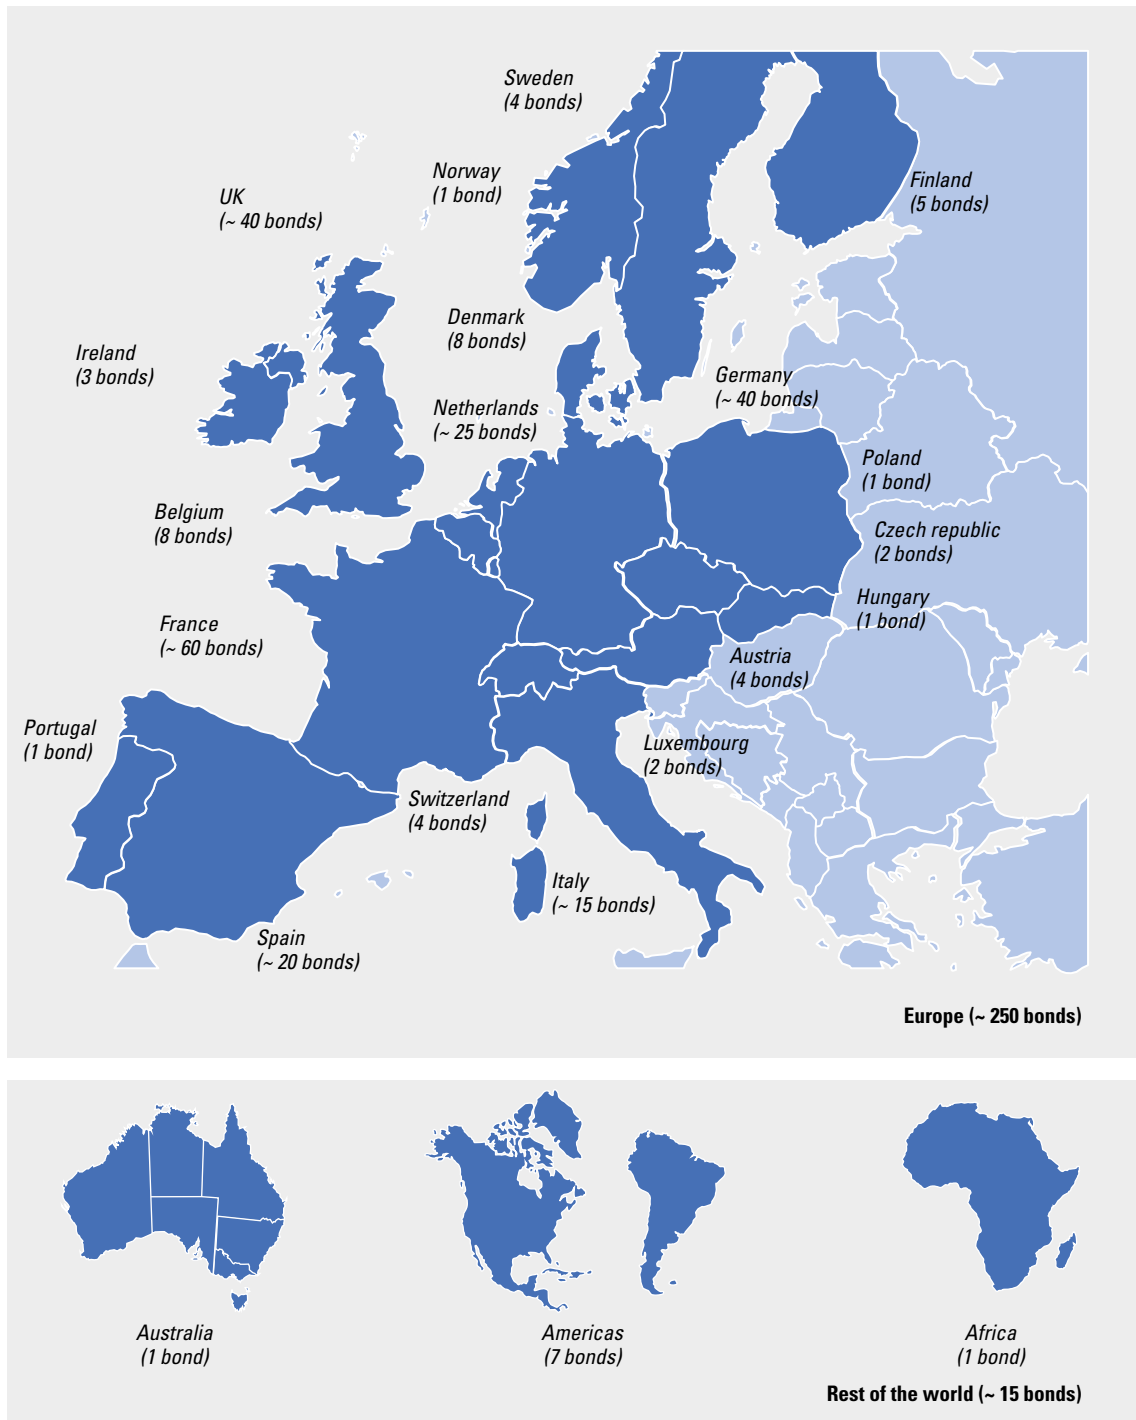 Sweden
(4 bonds)
Norway
(1 bond)
UK
(~ 40 bonds)
Finland
(5 bonds)
Denmark
(8 bonds)
Ireland
(3 bonds)
Germany
(~ 40 bonds)
Netherlands
(~ 25 bonds)
Poland
(1 bond)
Belgium
(8 bonds)
Czech republic
(2 bonds)
Hungary
(1 bond)
France
(~ 60 bonds)
Austria
(4 bonds)
Portugal
(1 bond)
Luxembourg
(2 bonds)
Switzerland
(4 bonds)
Italy
(~ 15 bonds)
Spain
(~ 20 bonds)
Europe (~ 250 bonds)
Australia
(1 bond)
Americas
(7 bonds)
Africa
(1 bond)
Rest of the world (~ 15 bonds)